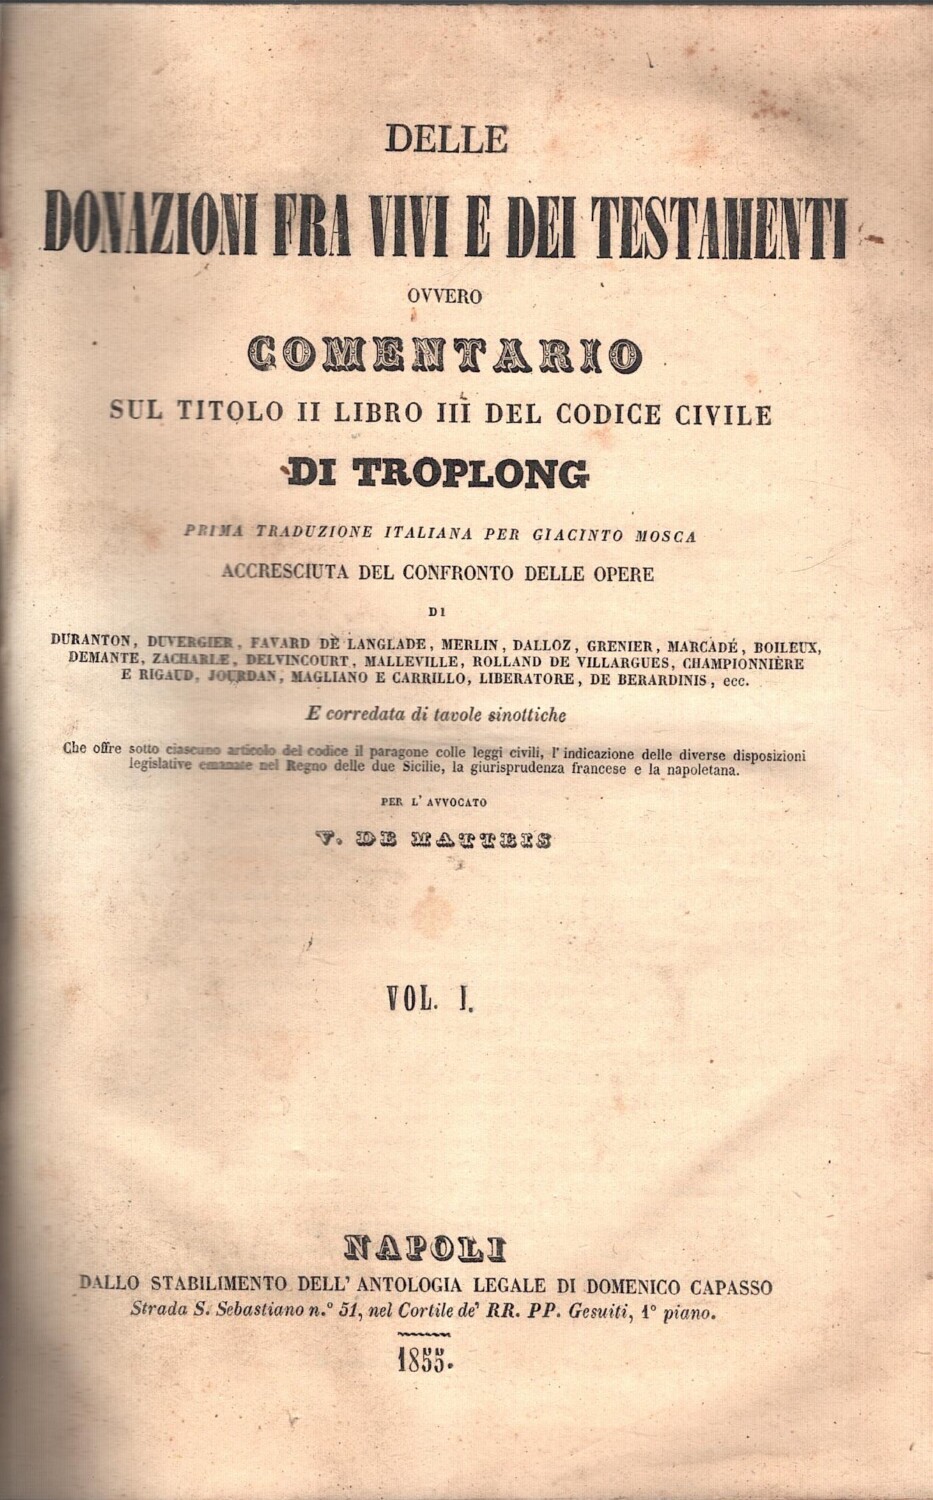 DELLE
DONAZIONI FRA VIVI E DEI TESTAMENTI
OVVERO
COMENTARIO
SUL TITOLO II LIBRO III DEL CODICE CIVILE
DI TROPLONG
PRIMA TRADUZIONE ITALIANA PER GIACINTO MOSCA
ACCRESCIUTA DEL CONFRONTO DELLE OPERE
DI
DURANTON, DUVERGIER, FAVARD DE LANGLADE, MERLIN, DALLOZ, GRENIER, MARCADÉ, BOILEUX,
DEMANTE, ZACHARIÆ, DELVINCOURT, MALLEVILLE, ROLLAND DE VILLARGUES, CHAMPIONNIÈRE
E RIGAUD, JOURDAN, MAGLIANO E CARRILLO, LIBERATORE, DE BERARDINIS, ecc.
E corredata di tavole sinottiche
Che offre sotto ciascuno articolo del codice il paragone colle leggi civili, l'indicazione delle diverse disposizioni
legislative emanate nel Regno delle due Sicilie, la giurisprudenza francese e la napoletana.
PER L'AVVOCATO
V. DE MATTEIS
VOL. I.
NAPOLI
DALLO STABILIMENTO DELL'ANTOLOGIA LEGALE DI DOMENICO CAPASSO
Strada S. Sebastiano n.° 51, nel Cortile de' RR. PP. Gesuiti, 1° piano.
1855.